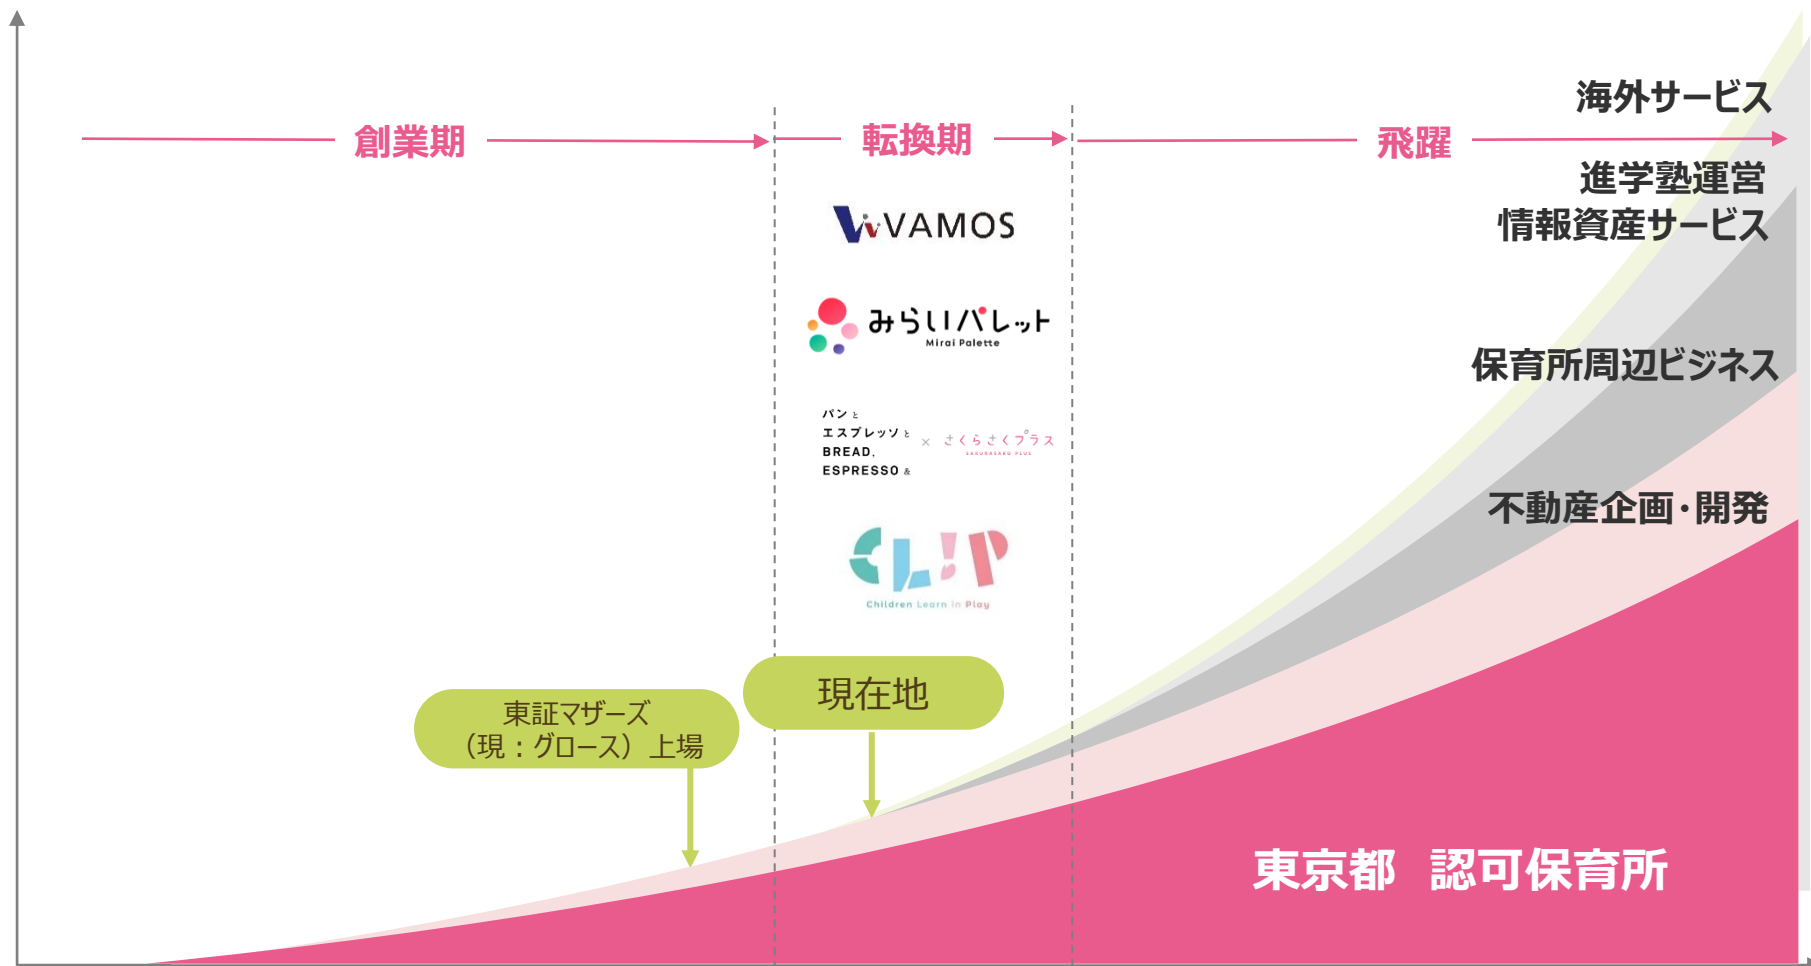 海外サービス
創業期
転換期
飛躍
進学塾運営
情報資産サービス
VAMOS
みらいパレット
Mirai Palette
保育所周辺ビジネス
パンと
エスプレッソと
BREAD,
ESPRESSO &
× さくらさくプラス
SAKURASAKU PLUS
不動産企画・開発
CL!P
Children Learn in Play
現在地
東証マザーズ
（現：グロース）上場
東京都 認可保育所